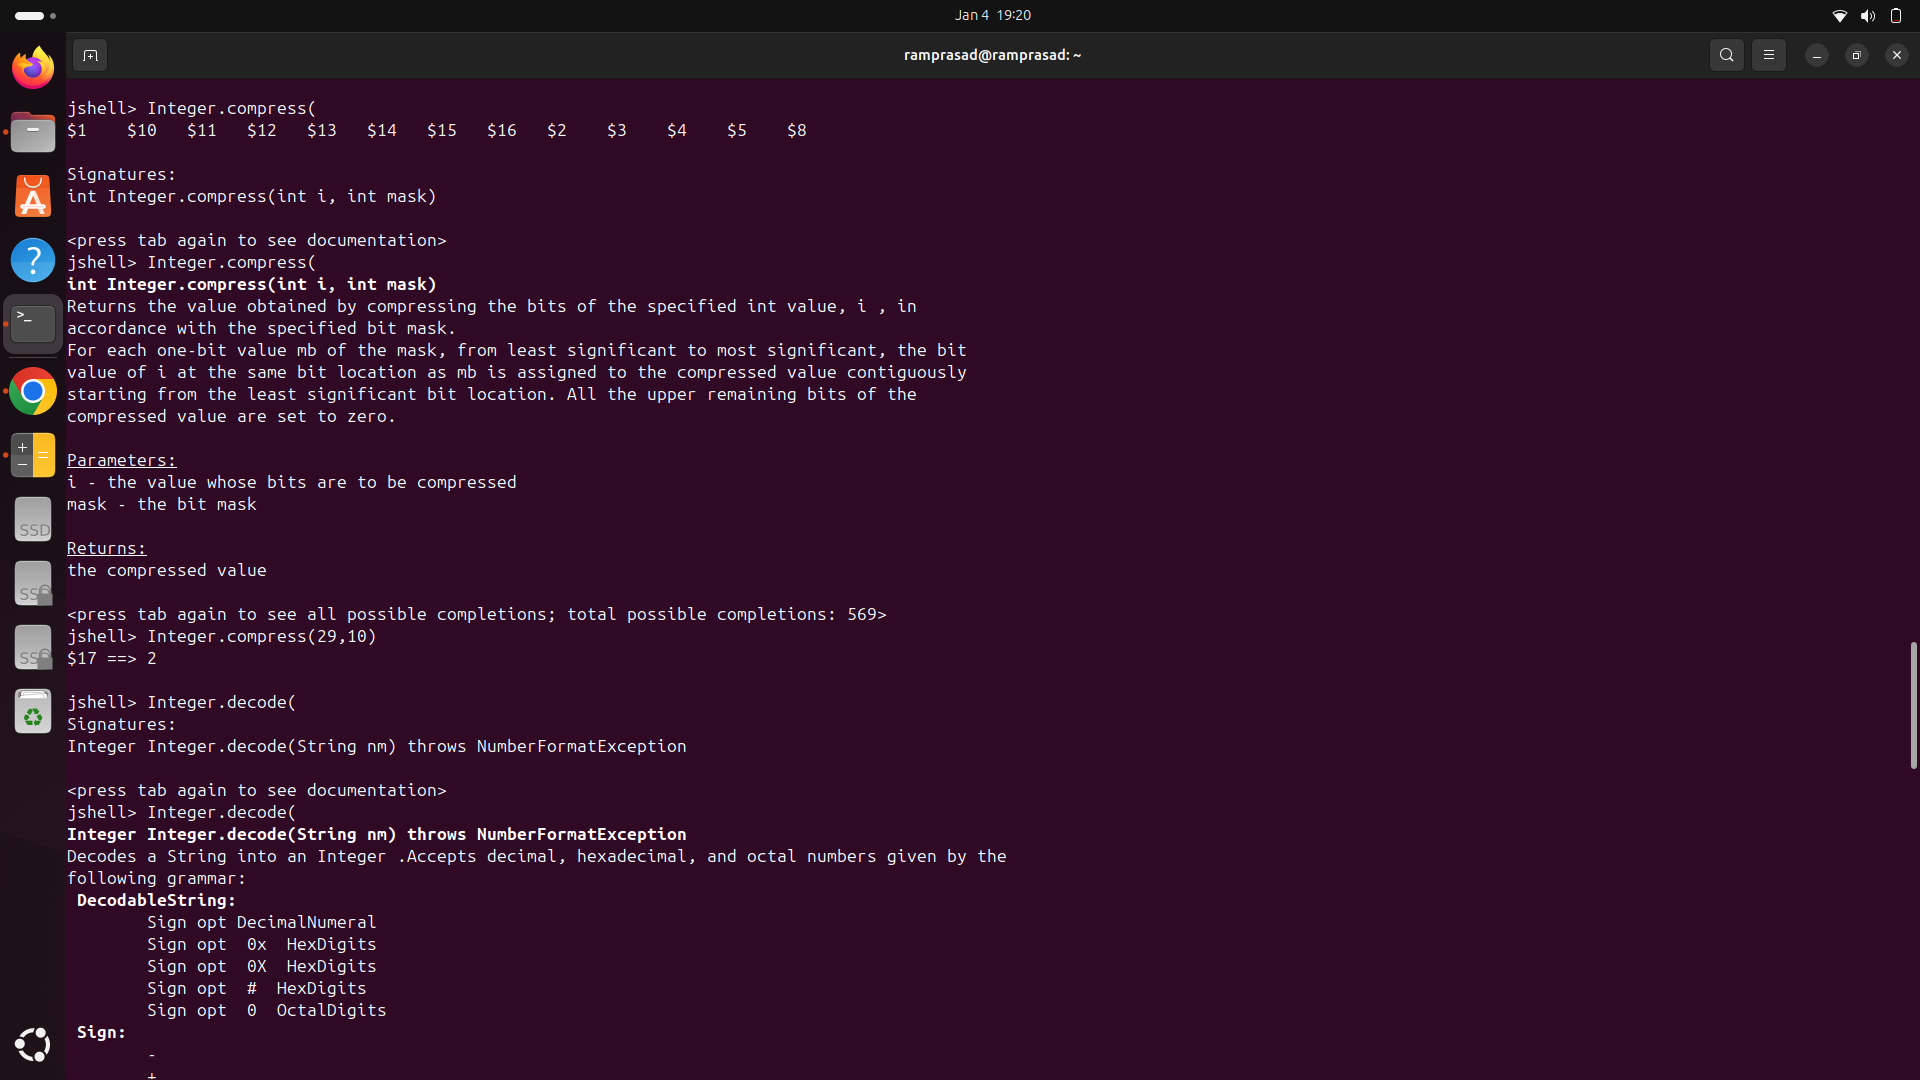 Jan 4 19:20
ramprasad@ramprasad: ~
jshell> Integer.compress(
$1 $10 $11 $12 $13 $14 $15 $16 $2 $3 $4 $5 $8
Signatures:
int Integer.compress(int i, int mask)
<press tab again to see documentation>
jshell> Integer.compress(
int Integer.compress(int i, int mask)
Returns the value obtained by compressing the bits of the specified int value, i , in
accordance with the specified bit mask.
For each one-bit value mb of the mask, from least significant to most significant, the bit
value of i at the same bit location as mb is assigned to the compressed value contiguously
starting from the least significant bit location. All the upper remaining bits of the
compressed value are set to zero.
Parameters:
i - the value whose bits are to be compressed
mask - the bit mask
Returns:
the compressed value
<press tab again to see all possible completions; total possible completions: 569>
jshell> Integer.compress(29,10)
$17 ==> 2
jshell> Integer.decode(
Signatures:
Integer Integer.decode(String nm) throws NumberFormatException
<press tab again to see documentation>
jshell> Integer.decode(
Integer Integer.decode(String nm) throws NumberFormatException
Decodes a String into an Integer .Accepts decimal, hexadecimal, and octal numbers given by the
following grammar:
DecodableString:
Sign opt DecimalNumeral
Sign opt 0x HexDigits
Sign opt 0X HexDigits
Sign opt # HexDigits
Sign opt 0 OctalDigits
Sign:
-
+
SSD
SSD
SSD